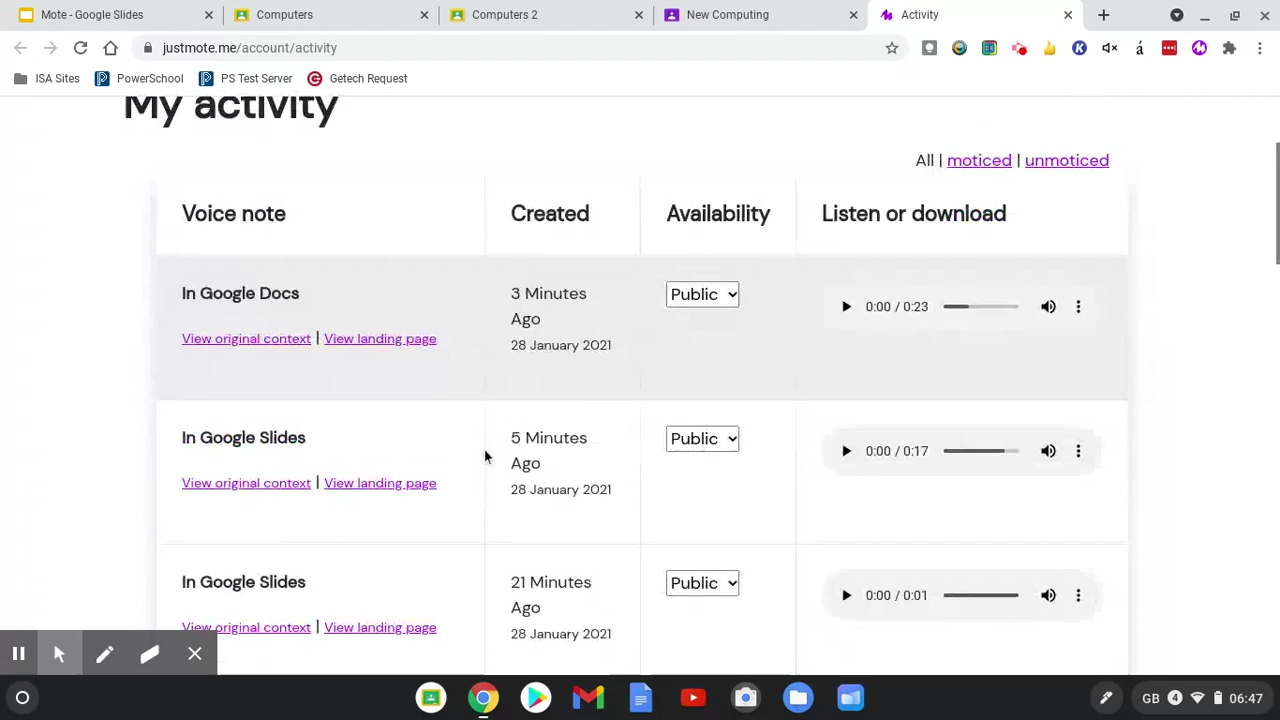 Mote - Google Slides
Computers
Computers 2
New Computing
Activity
justmote.me/account/activity
ISA Sites
PowerSchool
PS Test Server
Getech Request
My activity
All | moticed | unmoticed
Voice note
Created
Availability
Listen or download
In Google Docs
View original context | View landing page
3 Minutes
Ago
28 January 2021
Public
0:00 / 0:23
In Google Slides
View original context | View landing page
5 Minutes
Ago
28 January 2021
Public
0:00 / 0:17
In Google Slides
View original context | View landing page
21 Minutes
Ago
28 January 2021
Public
0:00 / 0:01
GB 4 06:47